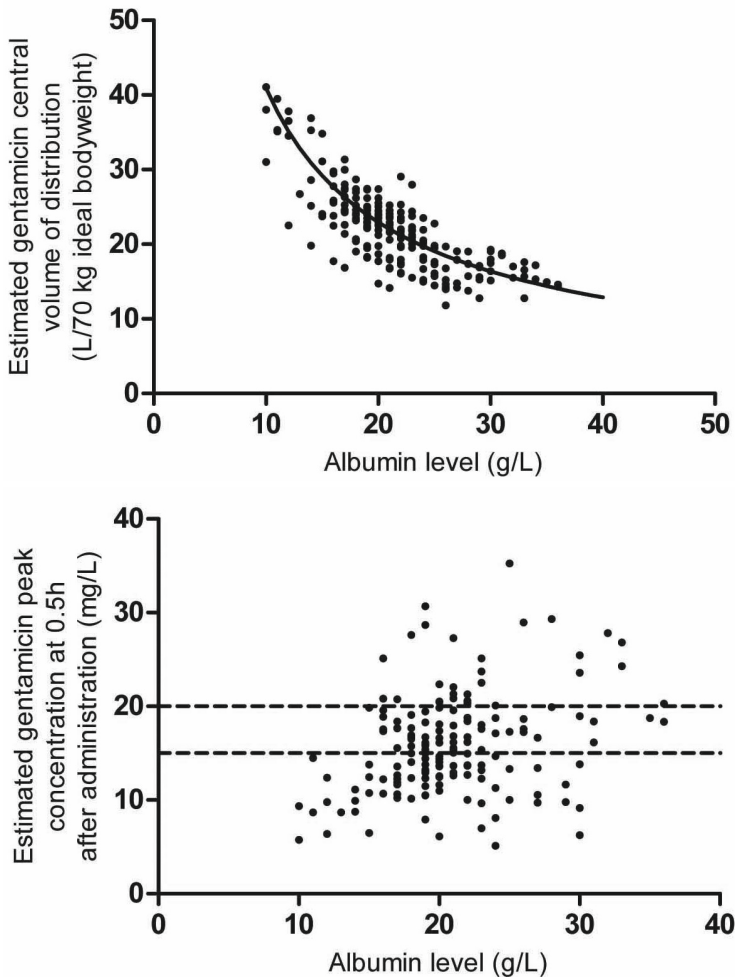 Estimated gentamicin central
volume of distribution
(L/70 kg ideal bodyweight)
50
40
30
20
10
0
0 10 20 30 40 50
Albumin level (g/L)
Estimated gentamicin peak
concentration at 0.5h
after administration (mg/L)
40
30
20
10
0
0 10 20 30 40
Albumin level (g/L)